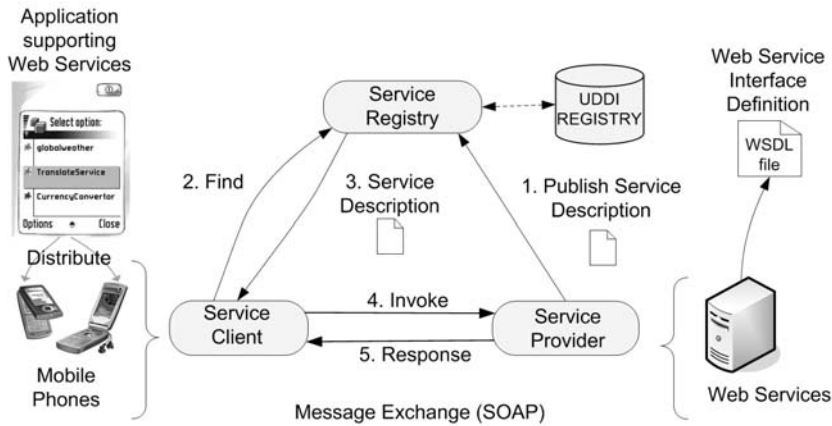 Application
supporting
Web Services
Select option:
globalweather
TranslateService
CurrencyConvertor
Options
Close
Distribute
Mobile
Phones
Service
Registry
UDDI
REGISTRY
Web Service
Interface
Definition
WSDL
file
2. Find
3. Service
Description
1. Publish Service
Description
Service
Client
4. Invoke
5. Response
Service
Provider
Web Services
Message Exchange (SOAP)